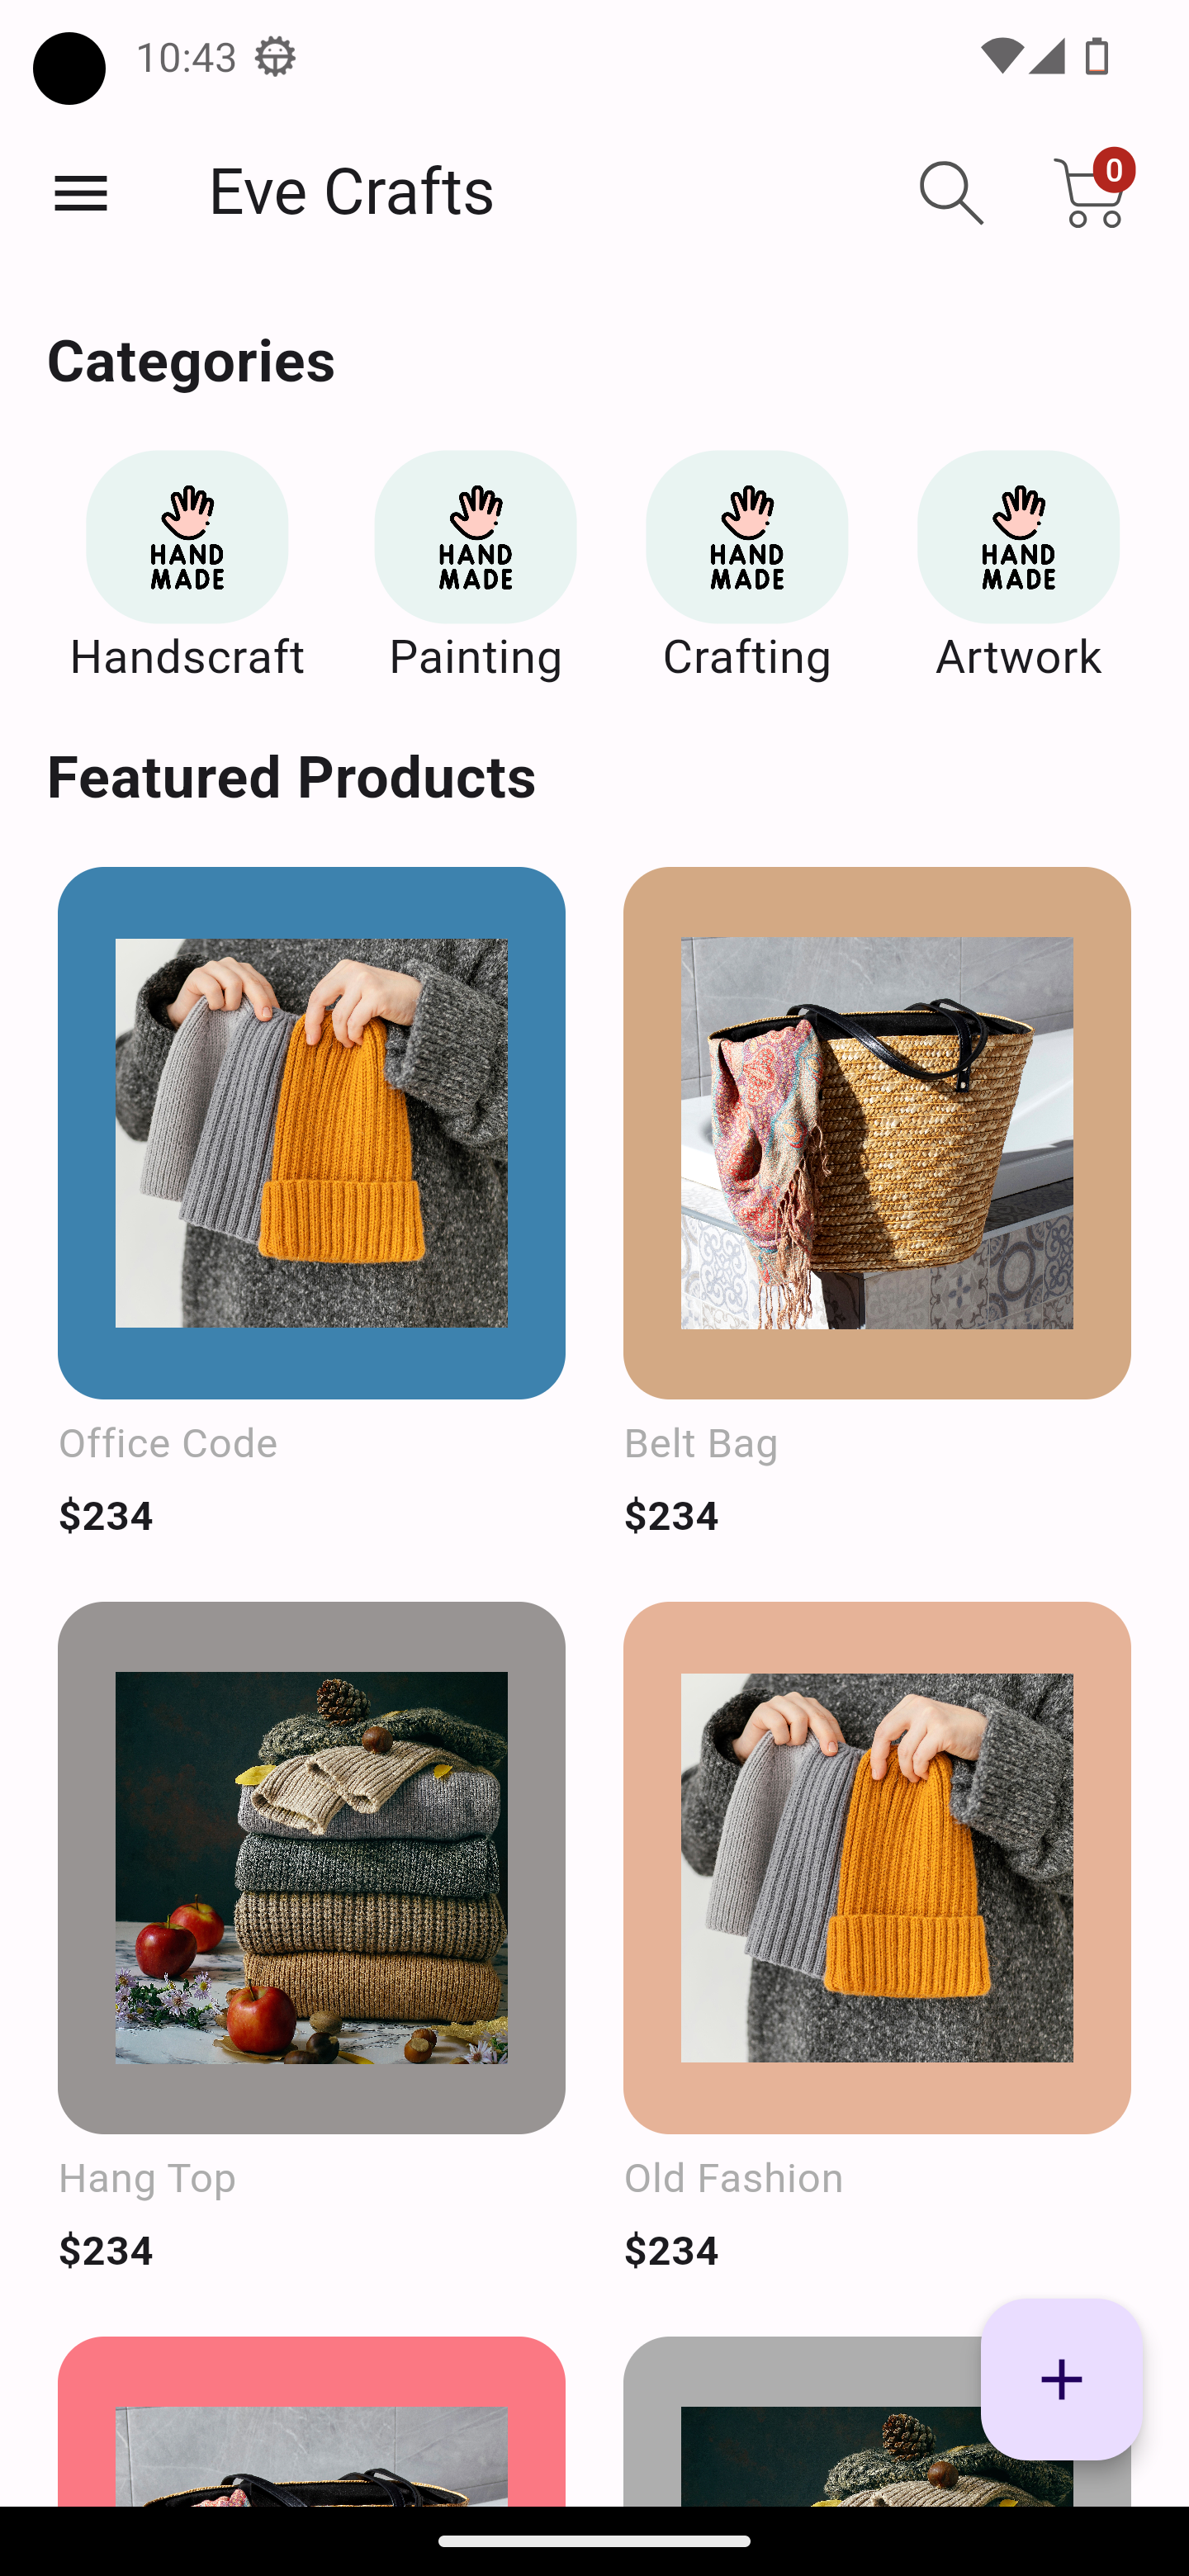 10:43
Eve Crafts
0
Categories
HAND MADE
HAND MADE
HAND MADE
HAND MADE
Handscraft
Painting
Crafting
Artwork
Featured Products
Office Code
$234
Belt Bag
$234
Hang Top
$234
Old Fashion
$234
+